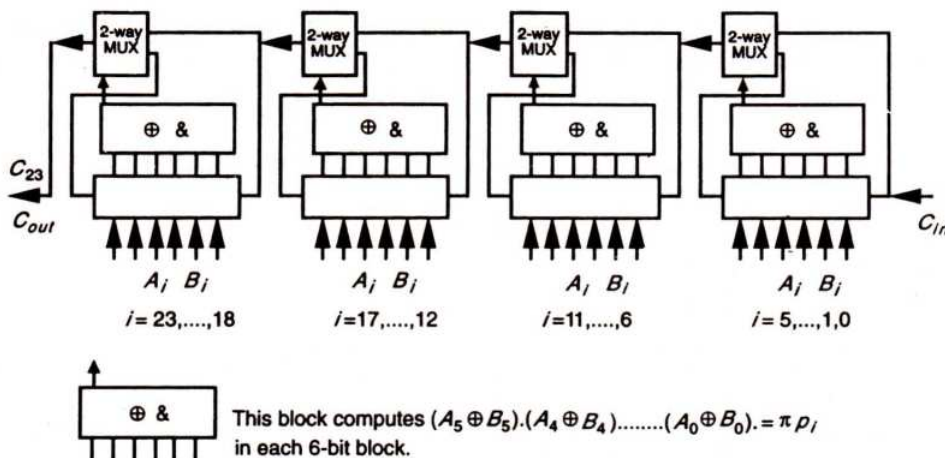 2-way MUX
2-way MUX
2-way MUX
2-way MUX
⊕ &
⊕ &
⊕ &
⊕ &
C23
Cout
Cin
Ai Bi
Ai Bi
Ai Bi
Ai Bi
i = 23,....,18
i=17,....,12
i=11,....,6
i= 5,...,1,0
⊕ &
This block computes (A5 ⊕ B5).(A4 ⊕ B4)........(A0 ⊕ B0). = π pi
in each 6-bit block.